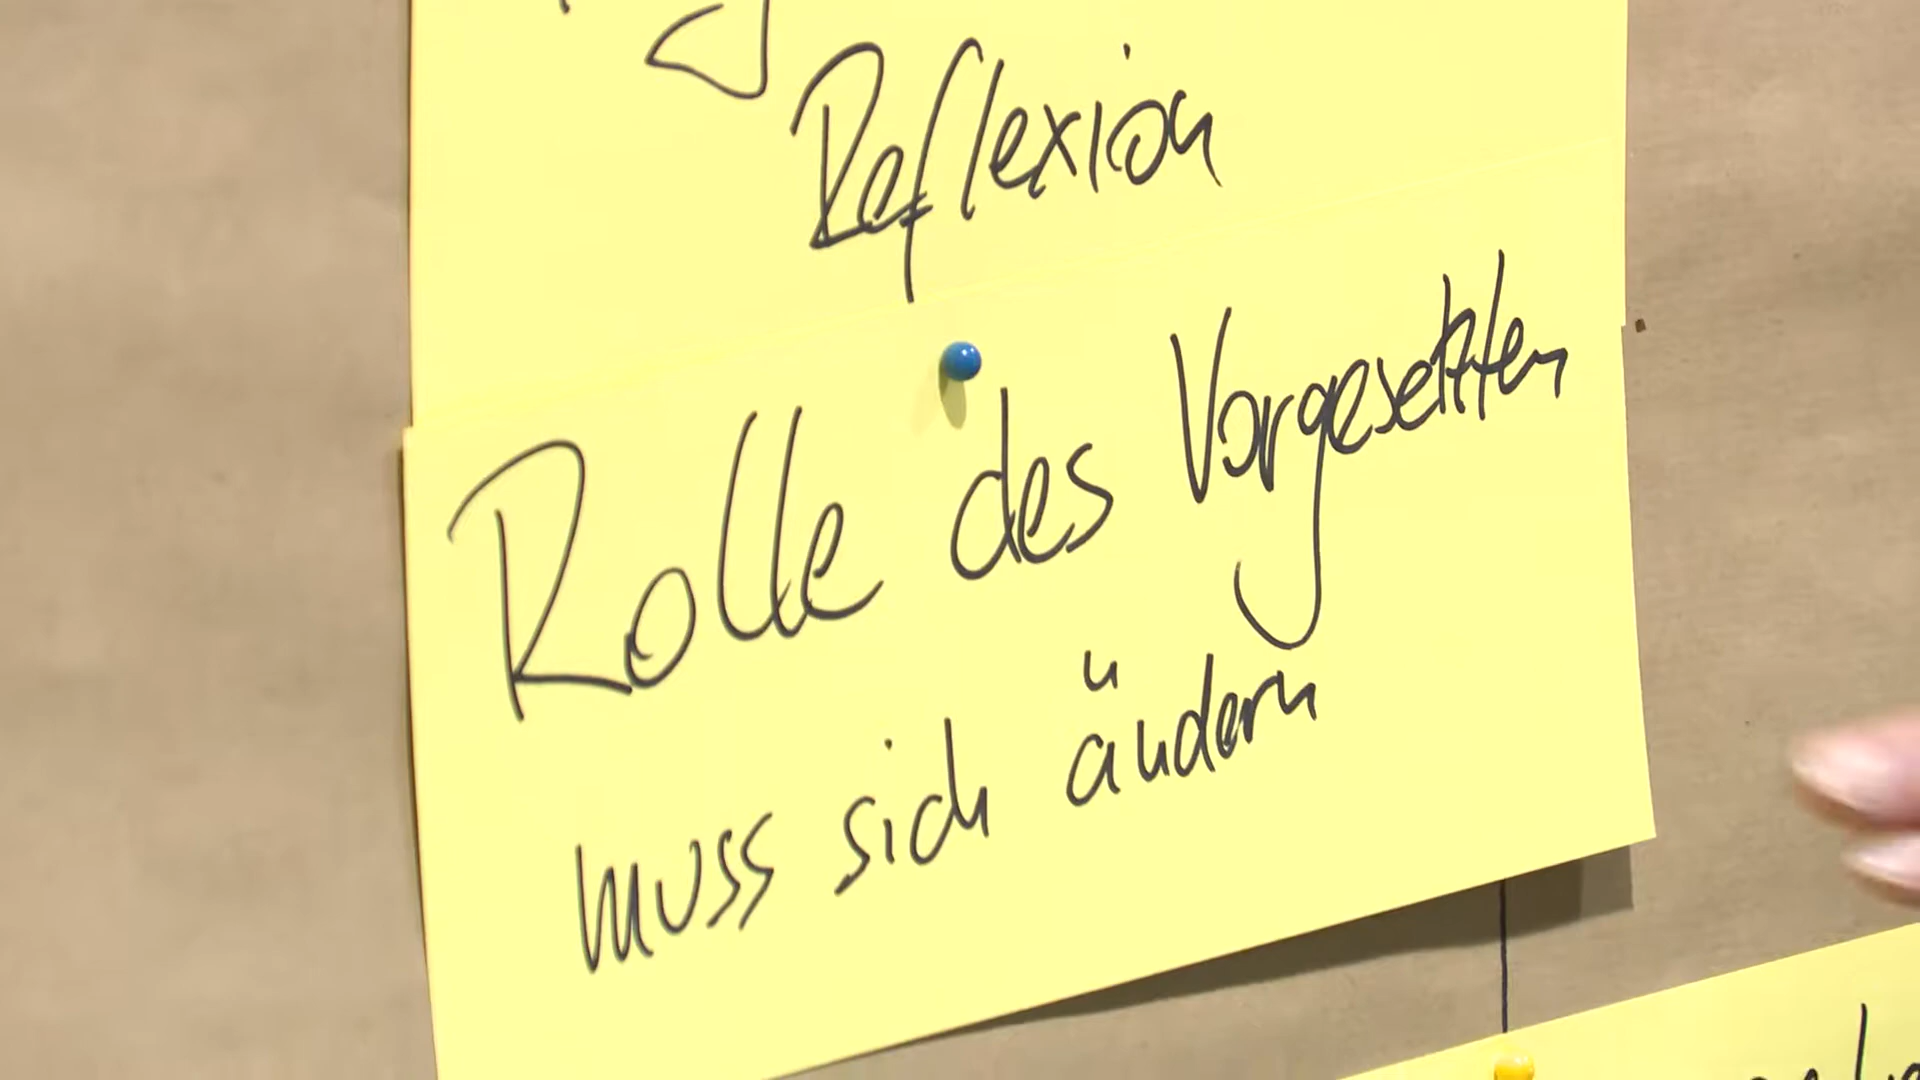 Reflexion
Rolle des Vorgesetzten
muss sich ändern